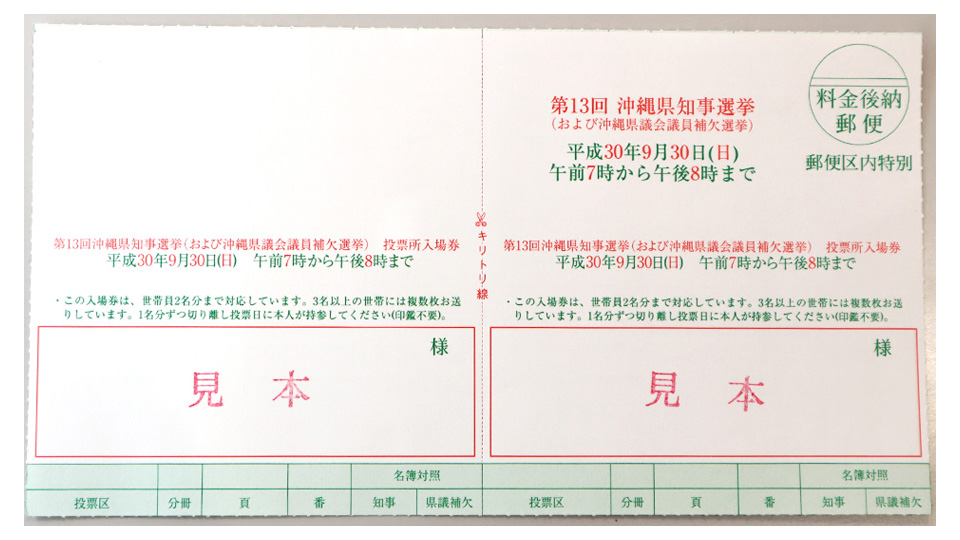 第13回 沖縄県知事選挙
(および沖縄県議会議員補欠選挙)
平成30年9月30日(日)
午前7時から午後8時まで
料金後納
郵便
郵便区内特別
第13回沖縄県知事選挙(および沖縄県議会議員補欠選挙) 投票所入場券
平成30年9月30日(日) 午前7時から午後8時まで
・この入場券は、世帯員2名分まで対応しています。3名以上の世帯には複数枚お送
りしています。1名分ずつ切り離し投票日に本人が持参してください(印鑑不要)。
様
見 本
キリトリ線
第13回沖縄県知事選挙(および沖縄県議会議員補欠選挙) 投票所入場券
平成30年9月30日(日) 午前7時から午後8時まで
・この入場券は、世帯員2名分まで対応しています。3名以上の世帯には複数枚お送
りしています。1名分ずつ切り離し投票日に本人が持参してください(印鑑不要)。
様
見 本
名簿対照
投票区 分冊 頁 番 知事 県議補欠
名簿対照
投票区 分冊 頁 番 知事 県議補欠